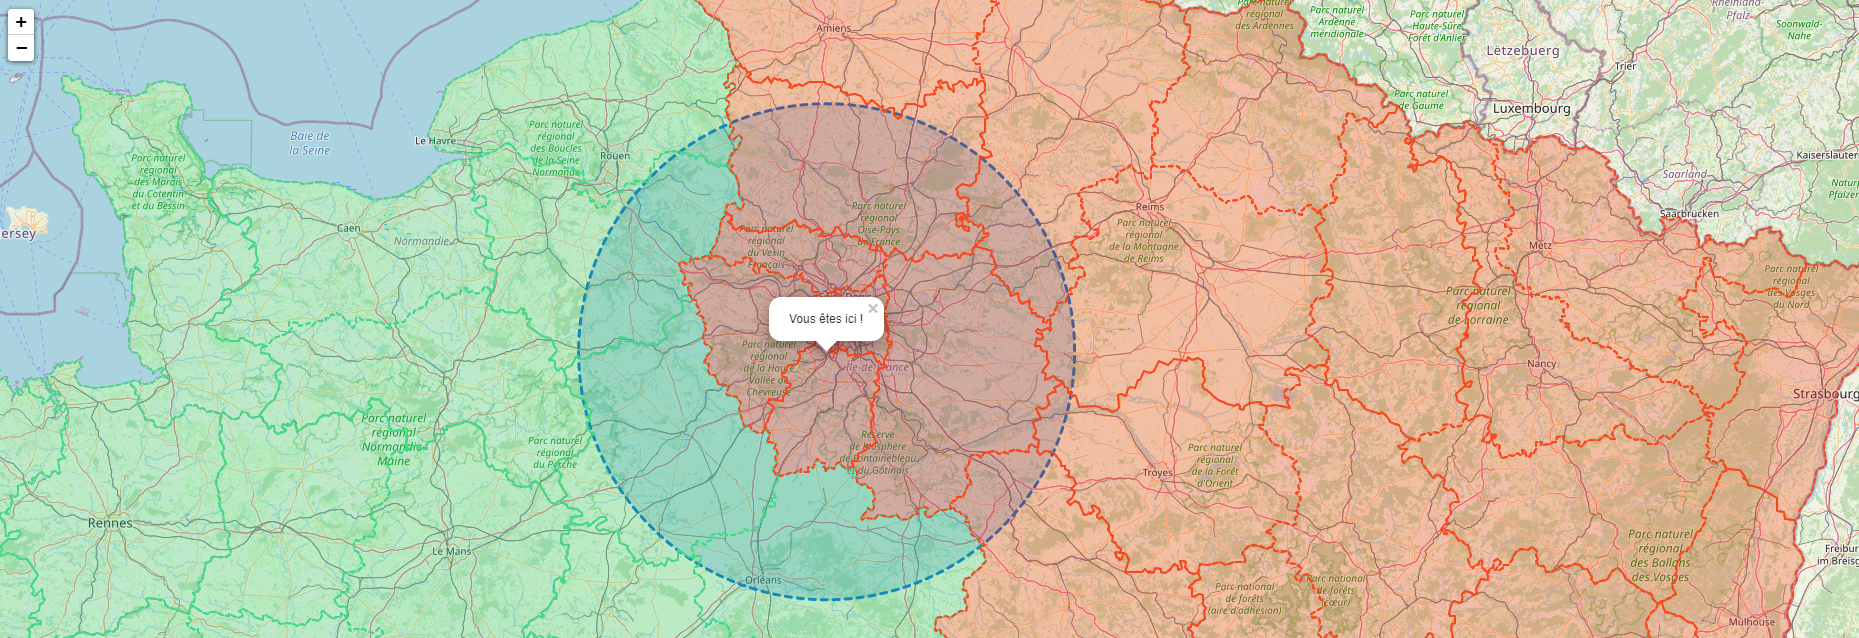 +
−
Amiens
Parc naturel
régional
des Ardennes
Parc naturel
Ardenne
méridionale
Parc naturel
Haute-Sûre
Forêt d'Anlier
Rheinland-
Pfalz
Soonwald-
Nahe
Lëtzebuerg
Trier
Parc naturel
de Gaume
Luxembourg
Baie de
la Seine
Le Havre
Parc naturel
régional
des Boucles
de la Seine
Normande
Rouen
Parc naturel
régional
des Marais
du Cotentin
et du Bessin
Kaiserslauter
Saarland
Naturp
Pfälzer
Saarbrücken
Reims
Parc naturel
régional
de la Montagne
de Reims
Parc naturel
régional
Oise-Pays
de France
Parc naturel
régional
du Vexin
Français
ersey
Caen
Normandie
Metz
Parc naturel
régional
des Vosges
du Nord
Parc naturel
régional
de Lorraine
Saint-Denis
Vous êtes ici !
×
Parc naturel
régional
de la Haute
Vallée de
Chevreuse
Île-de-France
Nancy
Strasbourg
Parc naturel
régional
Normandie-
Maine
Parc naturel
régional
du Perche
Réserve
de biosphère
de Fontainebleau
et du Gâtinais
Parc naturel
régional
de la Forêt
d'Orient
Troyes
Rennes
Le Mans
Orléans
Parc naturel
régional
des Ballons
des Vosges
Freibur
im Breisg
Parc national
de forêts
(aire d'adhésion)
Parc national
de forêts
(cœur)
Mulhouse